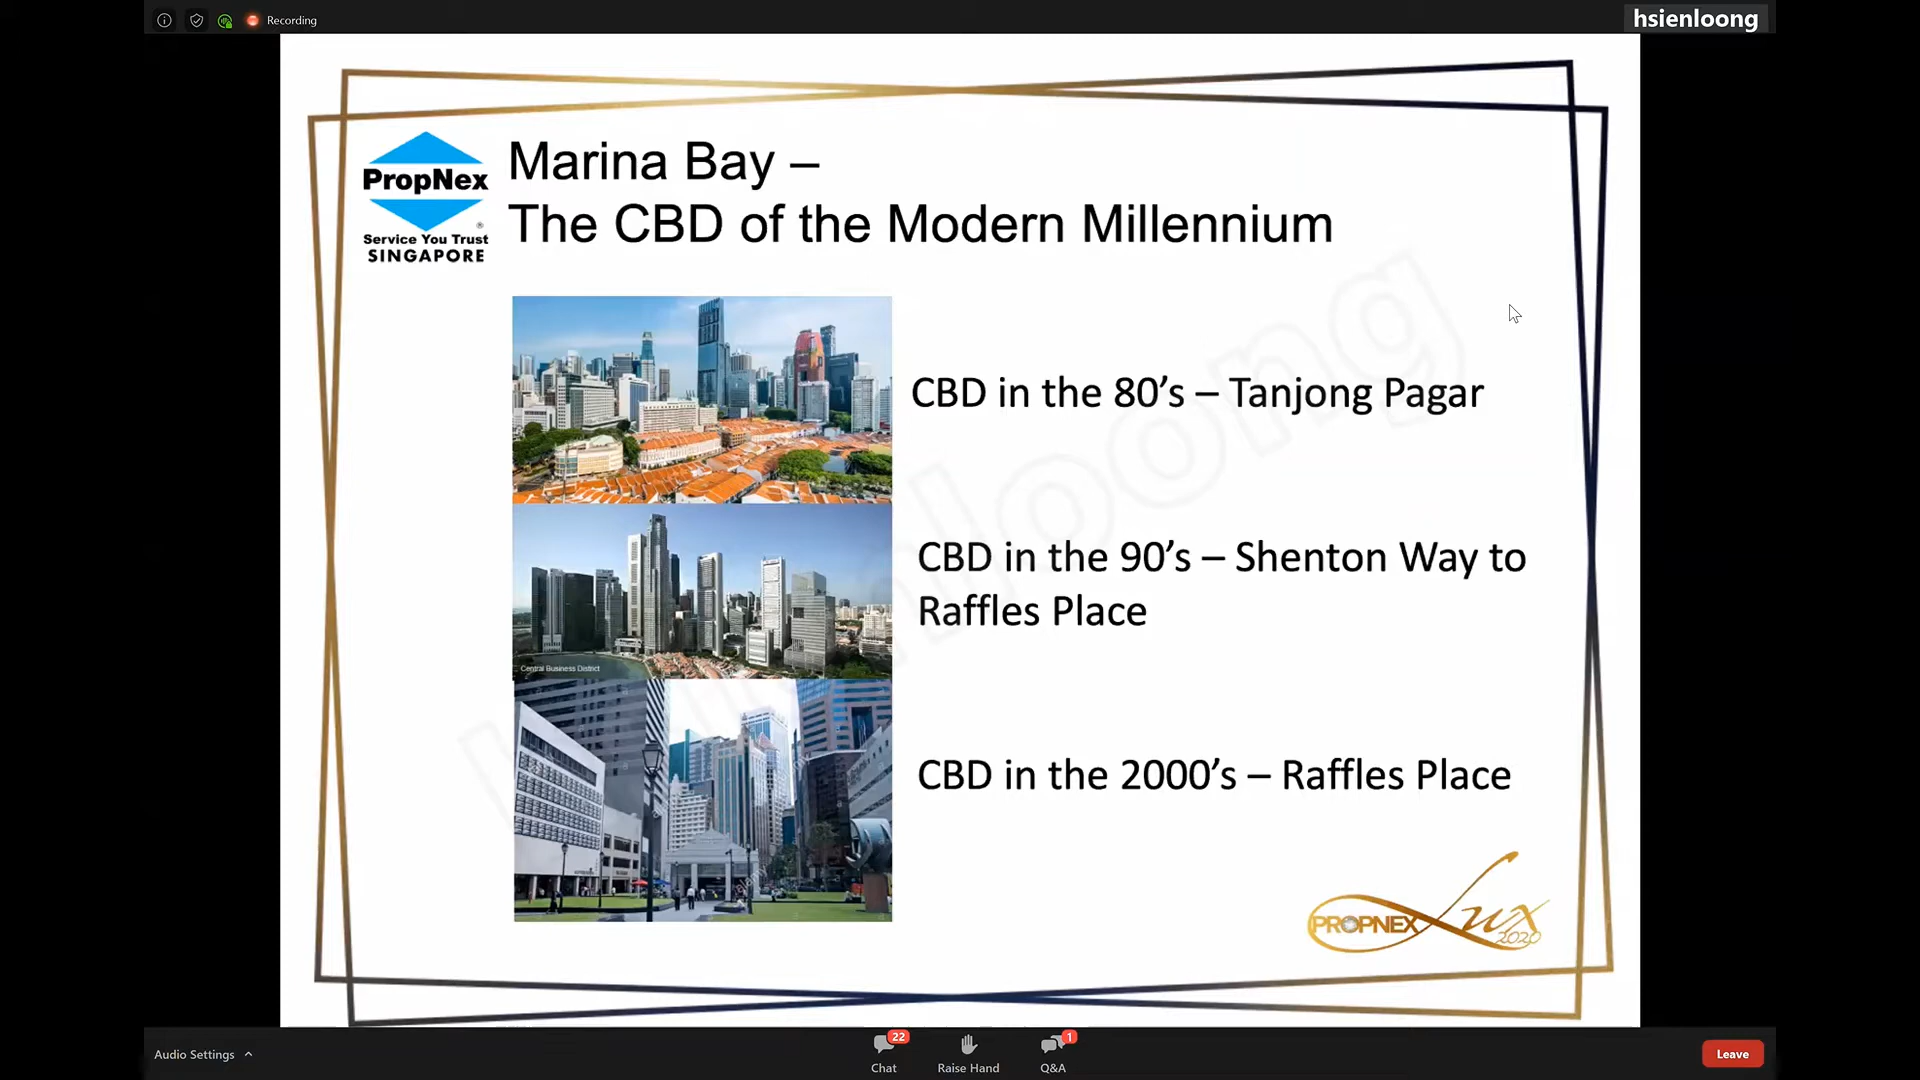 Recording
hsienloong
PropNex
®
Service You Trust
SINGAPORE
Marina Bay –
The CBD of the Modern Millennium
CBD in the 80’s – Tanjong Pagar
CBD in the 90’s – Shenton Way to
Raffles Place
Central Business District
CBD in the 2000’s – Raffles Place
alamy
PROPNEX Lux
2020
hsienloong
Audio Settings
22
Chat
Raise Hand
1
Q&A
Leave